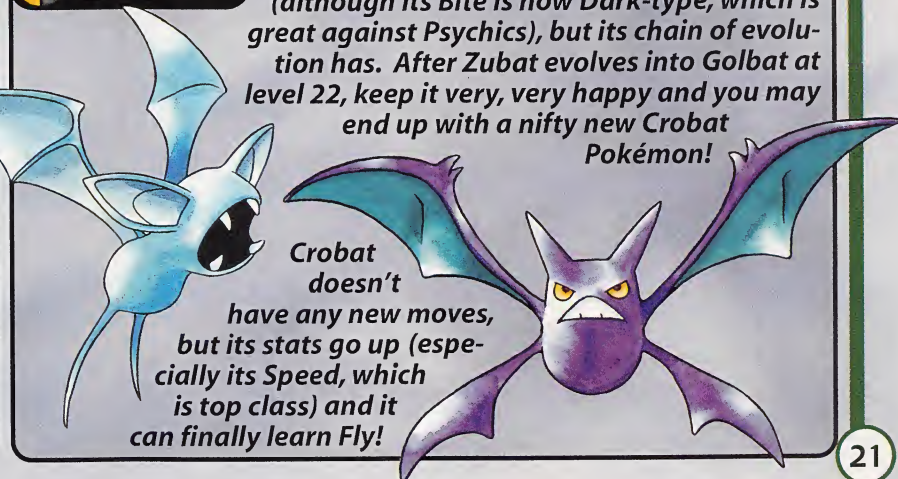 (although its Bite is now Dark-type, which is
great against Psychics), but its chain of evolu-
tion has. After Zubat evolves into Golbat at
level 22, keep it very, very happy and you may
end up with a nifty new Crobat
Pokémon!
Crobat
doesn't
have any new moves,
but its stats go up (espe-
cially its Speed, which
is top class) and it
can finally learn Fly!
21